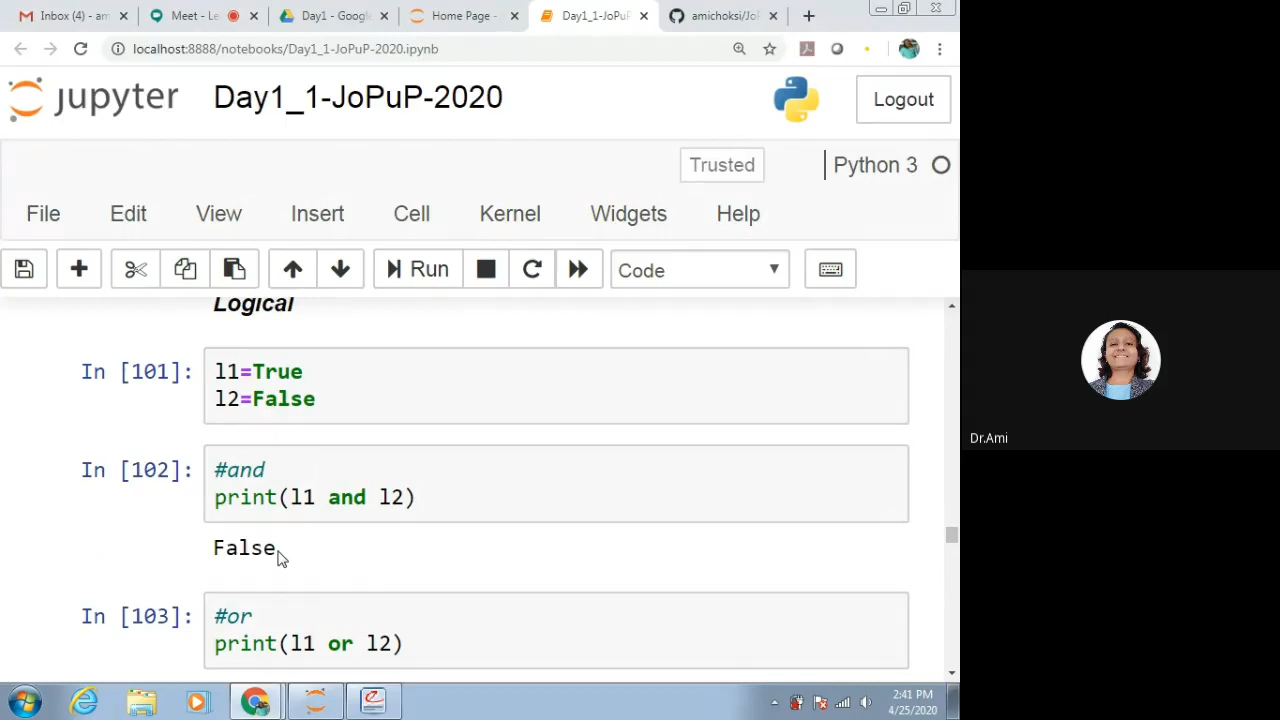 Inbox (4) - am
Meet - Le
Day1 - Google
Home Page -
Day1_1-JoPuP
amichoksi/JoP
localhost:8888/notebooks/Day1_1-JoPuP-2020.ipynb
jupyter
Day1_1-JoPuP-2020
Logout
Trusted
Python 3
File
Edit
View
Insert
Cell
Kernel
Widgets
Help
Run
Code
Logical
In [101]:
l1=True
l2=False
In [102]:
#and
print(l1 and l2)
False
In [103]:
#or
print(l1 or l2)
Dr.Ami
2:41 PM
4/25/2020